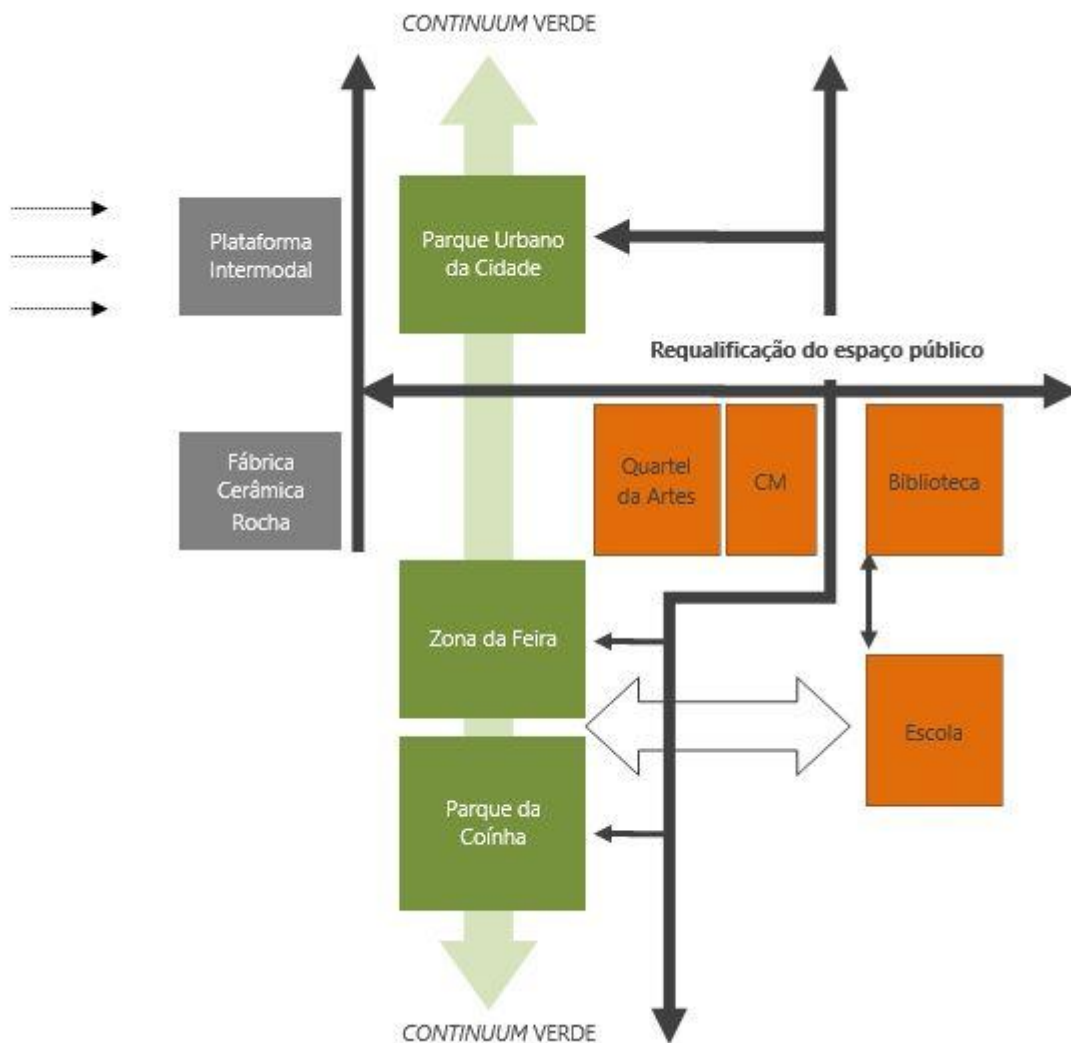 CONTINUUM VERDE
Plataforma
Intermodal
Parque Urbano
da Cidade
Requalificação do espaço público
Fábrica
Cerâmica
Rocha
Quartel
da Artes
CM
Biblioteca
Zona da Feira
Escola
Parque da
Coínha
CONTINUUM VERDE